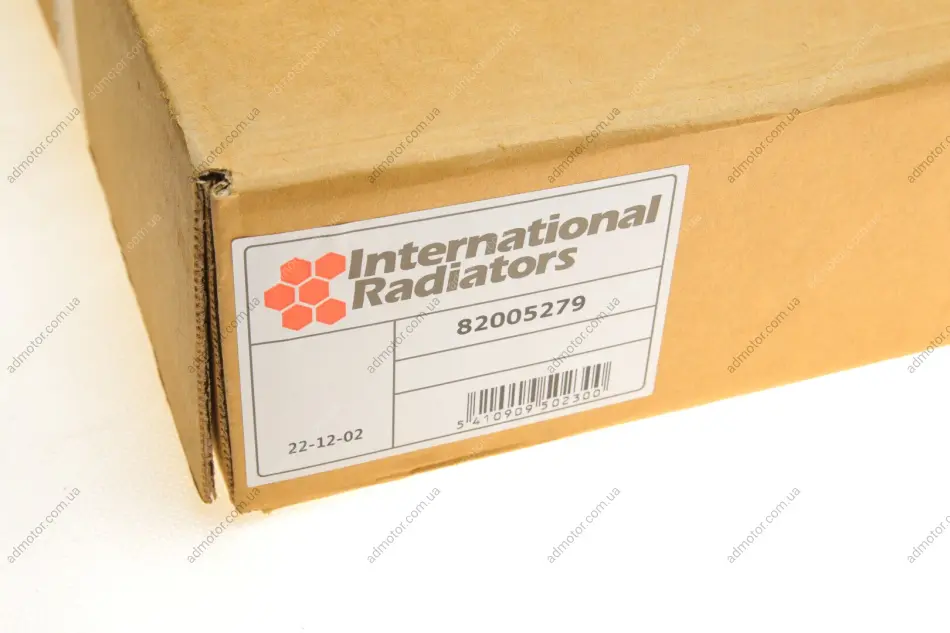 International
Radiators
82005279
22-12-02
5 410909 502300
admotor.com.ua